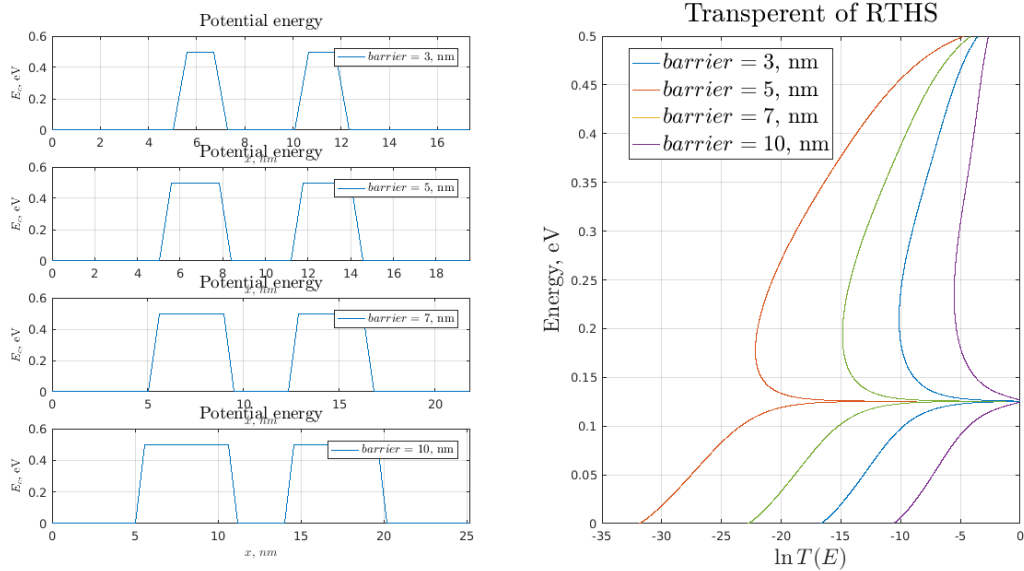 Potential energy
0.6
0.4
0.2
0
E_c, eV
barrier = 3, nm
0 2 4 6 8 10 12 14 16
x, nm
Potential energy
0.6
0.4
0.2
0
E_c, eV
barrier = 5, nm
0 2 4 6 8 10 12 14 16 18
x, nm
Potential energy
0.6
0.4
0.2
0
E_c, eV
barrier = 7, nm
0 5 10 15 20
x, nm
Potential energy
0.6
0.4
0.2
0
E_c, eV
barrier = 10, nm
0 5 10 15 20 25
x, nm
Transperent of RTHS
barrier = 3, nm
barrier = 5, nm
barrier = 7, nm
barrier = 10, nm
0.5
0.45
0.4
0.35
0.3
0.25
0.2
0.15
0.1
0.05
0
Energy, eV
-35 -30 -25 -20 -15 -10 -5 0
ln T(E)